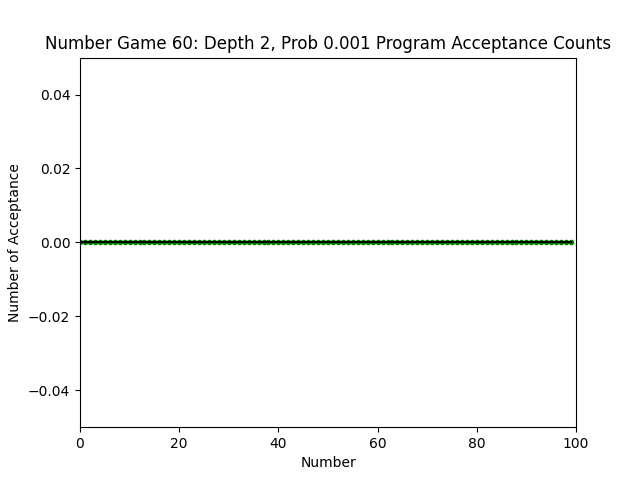 Number Game 60: Depth 2, Prob 0.001 Program Acceptance Counts
Number of Acceptance
0.04
0.02
0.00
−0.02
−0.04
0 20 40 60 80 100
Number